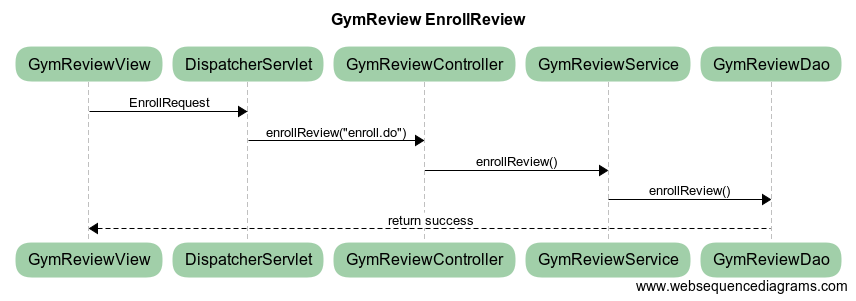 GymReview EnrollReview
GymReviewView DispatcherServlet GymReviewController GymReviewService GymReviewDao
EnrollRequest
enrollReview("enroll.do")
enrollReview()
enrollReview()
return success
GymReviewView DispatcherServlet GymReviewController GymReviewService GymReviewDao
www.websequencediagrams.com